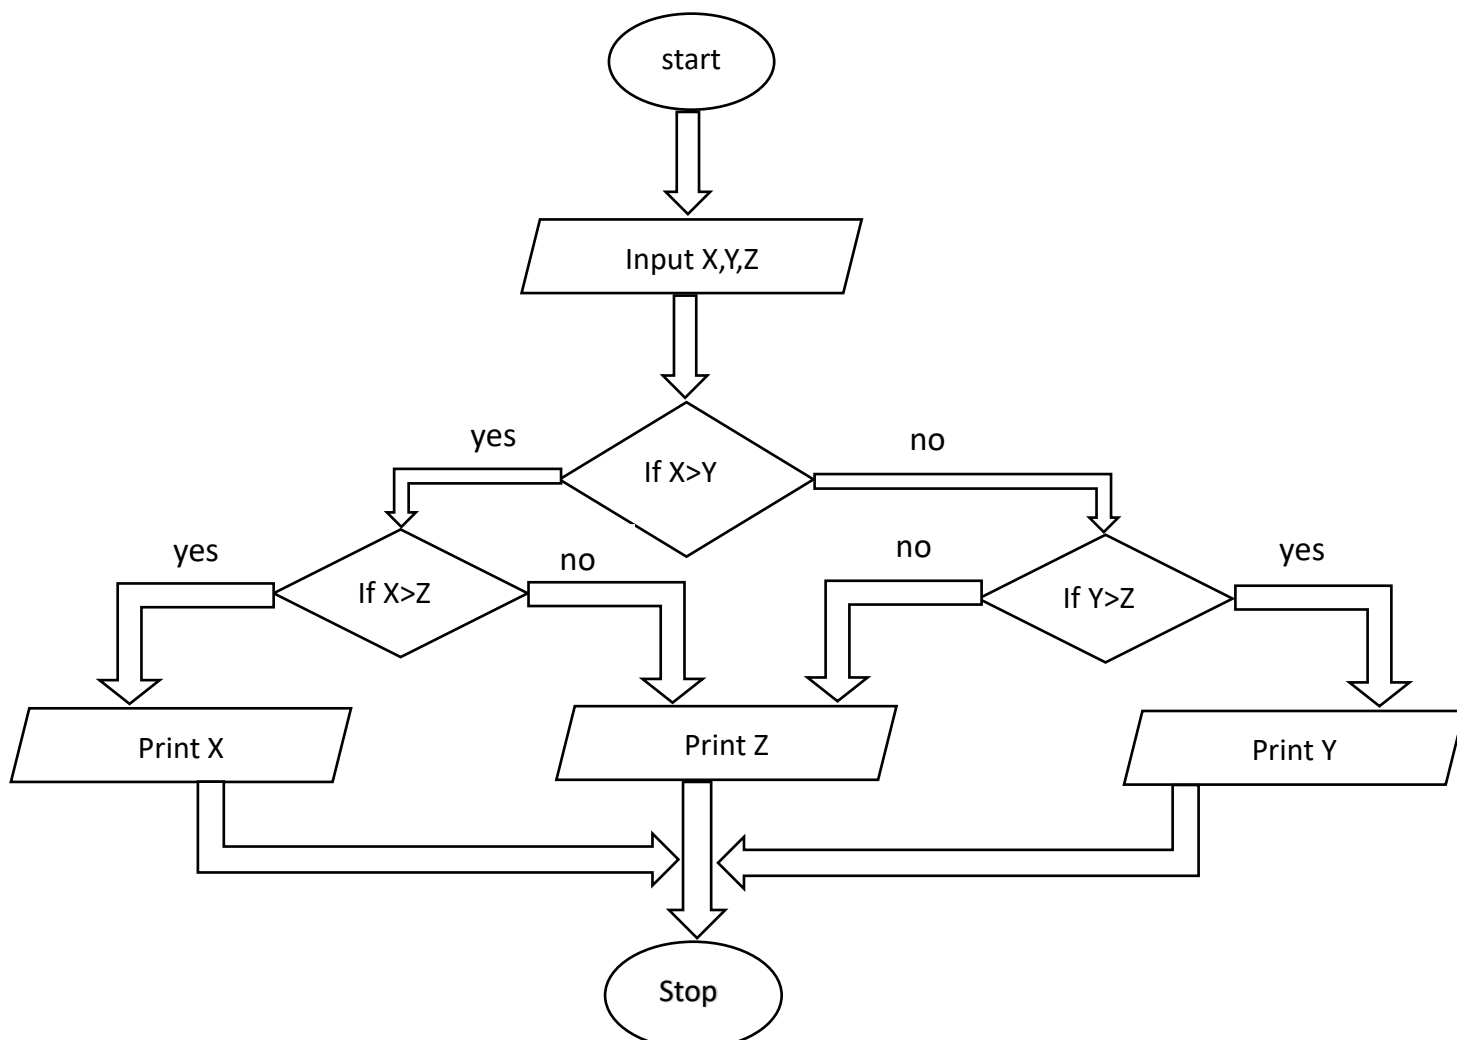 start
Input X,Y,Z
yes
If X>Y
no
yes
If X>Z
no
no
If Y>Z
yes
Print X
Print Z
Print Y
Stop